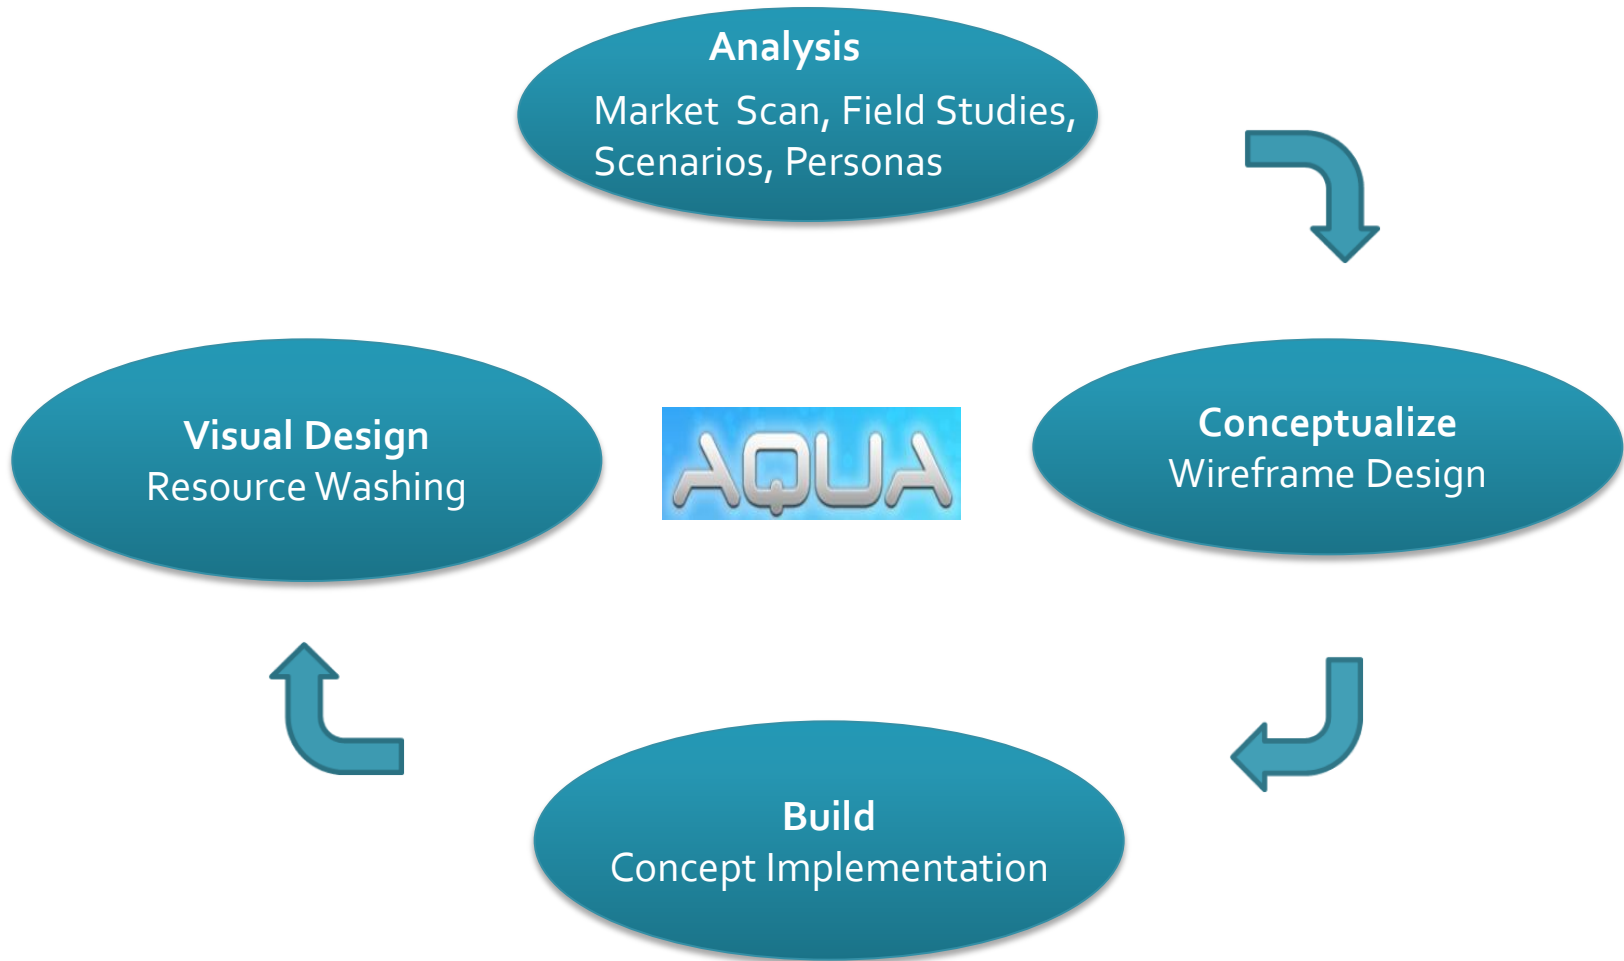 Analysis
Market Scan, Field Studies,
Scenarios, Personas
Visual Design
Resource Washing
AQUA
Conceptualize
Wireframe Design
Build
Concept Implementation